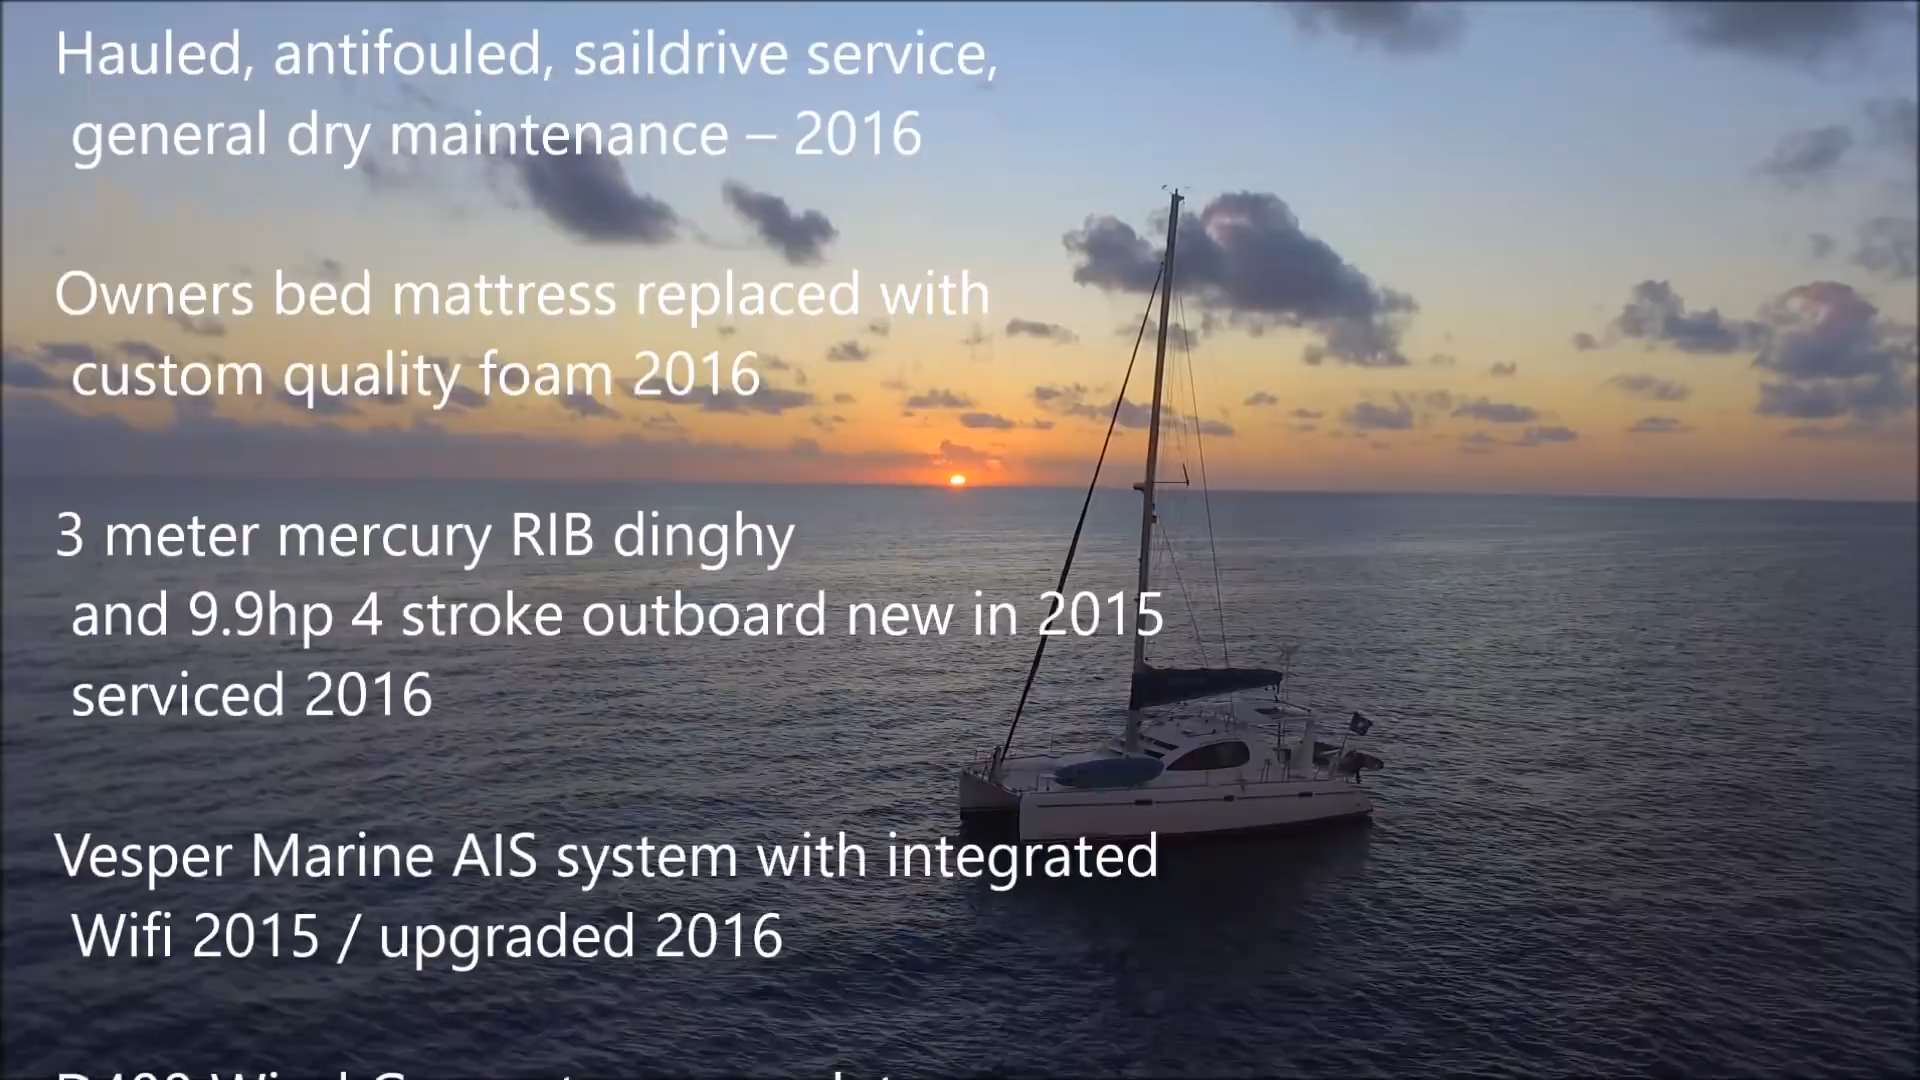 Hauled, antifouled, saildrive service,
general dry maintenance – 2016
Owners bed mattress replaced with
custom quality foam 2016
3 meter mercury RIB dinghy
and 9.9hp 4 stroke outboard new in 2015
serviced 2016
Vesper Marine AIS system with integrated
Wifi 2015 / upgraded 2016